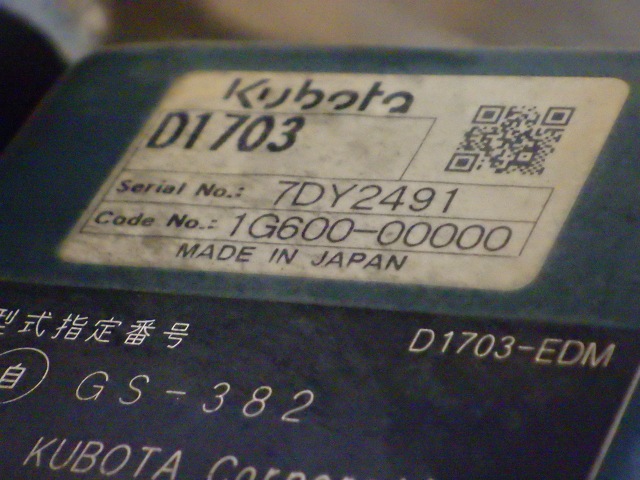 Kubota
D1703
Serial No.: 7DY2491
Code No.: 1G600-00000
MADE IN JAPAN
型式指定番号
D1703-EDM
自 GS-382
KUBOTA Corporation